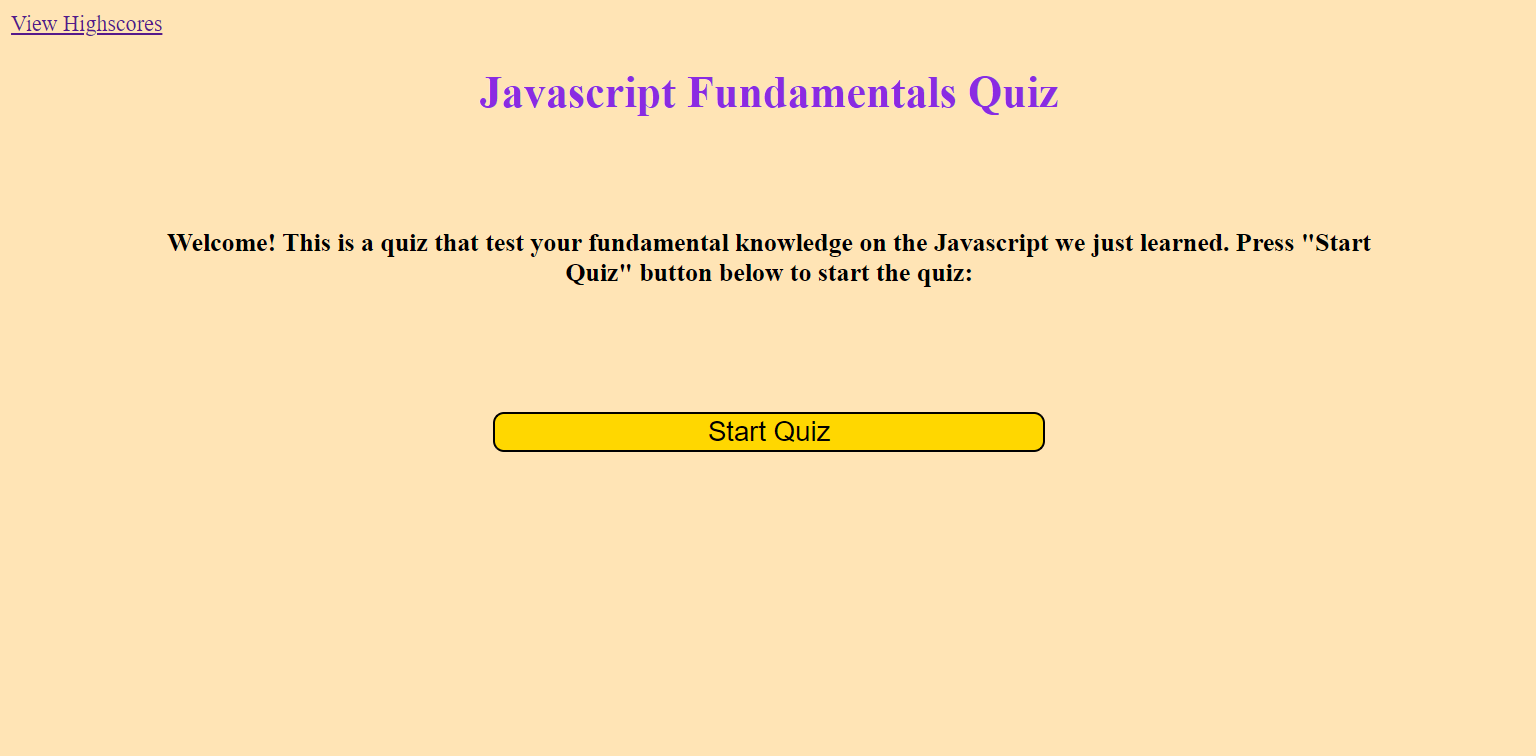 View Highscores
Javascript Fundamentals Quiz
Welcome! This is a quiz that test your fundamental knowledge on the Javascript we just learned. Press "Start
Quiz" button below to start the quiz:
Start Quiz